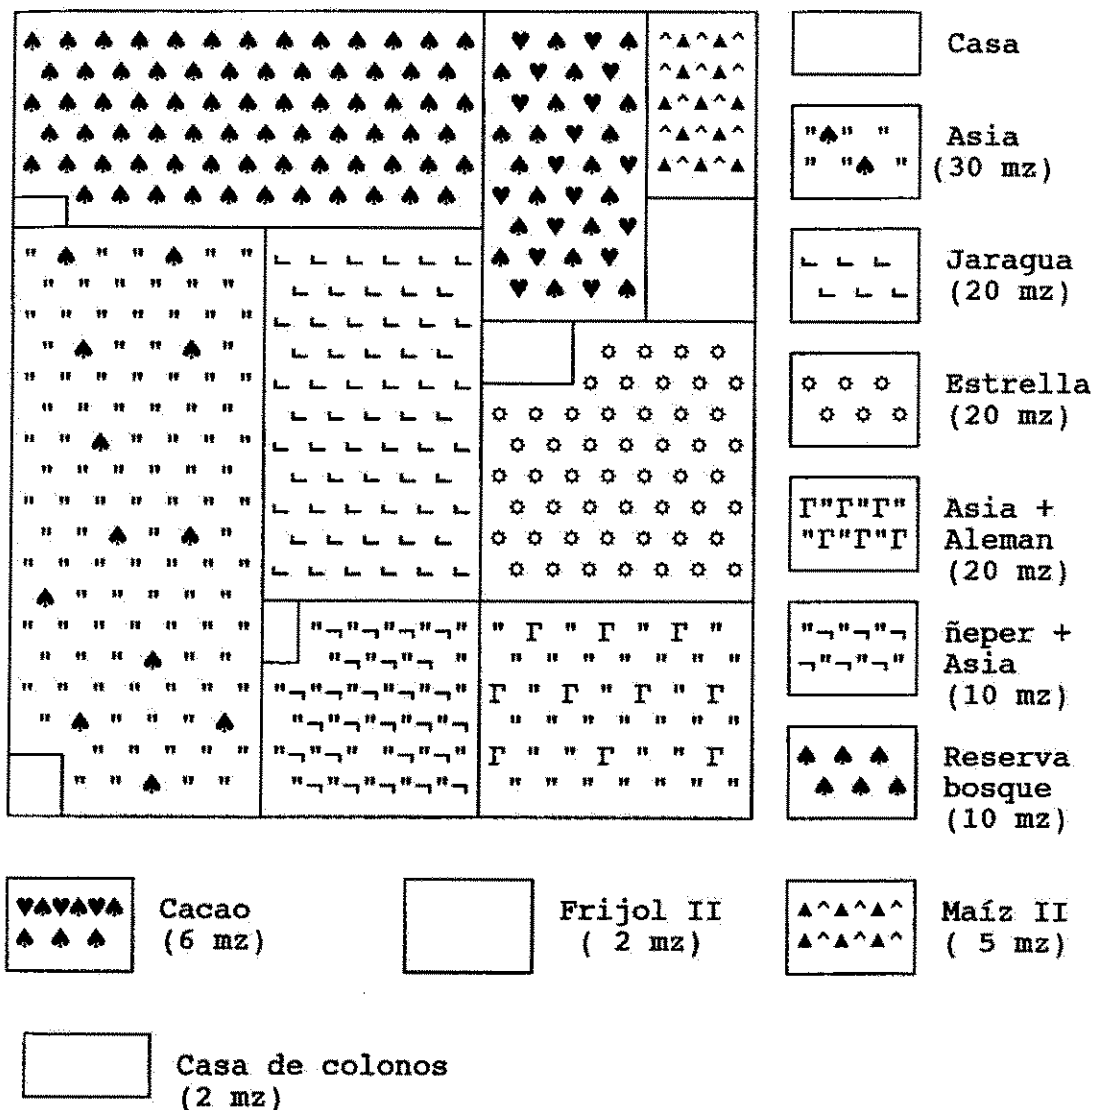 Casa
Asia
(30 mz)
Jaragua
(20 mz)
Estrella
(20 mz)
Asia +
Aleman
(20 mz)
ñeper +
Asia
(10 mz)
Reserva
bosque
(10 mz)
Cacao
(6 mz)
Frijol II
( 2 mz)
Maíz II
( 5 mz)
Casa de colonos
(2 mz)